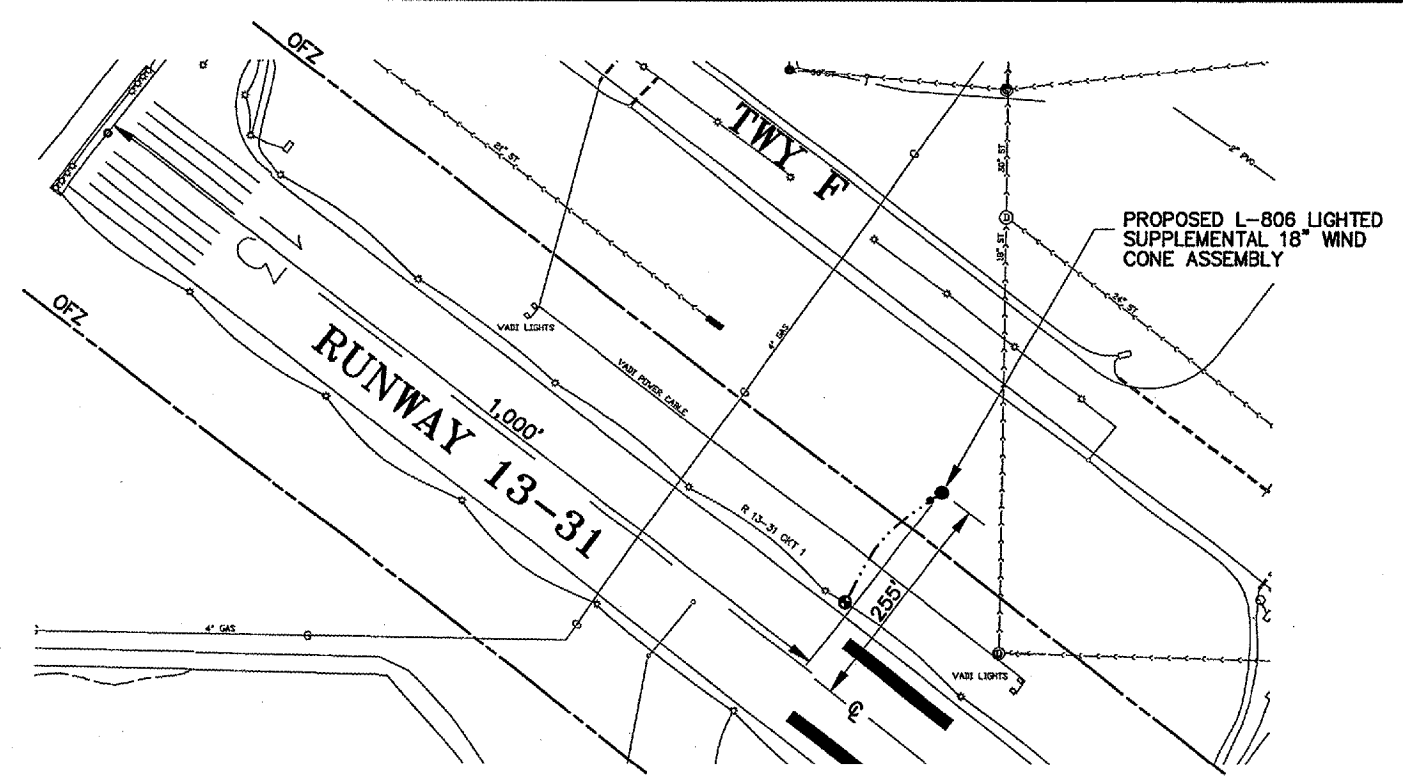 OFZ
TWY F
21" ST
30" ST
2" PVC
PROPOSED L-806 LIGHTED
SUPPLEMENTAL 18" WIND
CONE ASSEMBLY
18" ST
D
24" ST
13
OFZ
VADI LIGHTS
4" GAS
VADI POWER CABLE
RUNWAY 13-31
1,000'
R 13-31 CKT 1
255'
4" GAS
VADI LIGHTS
℄